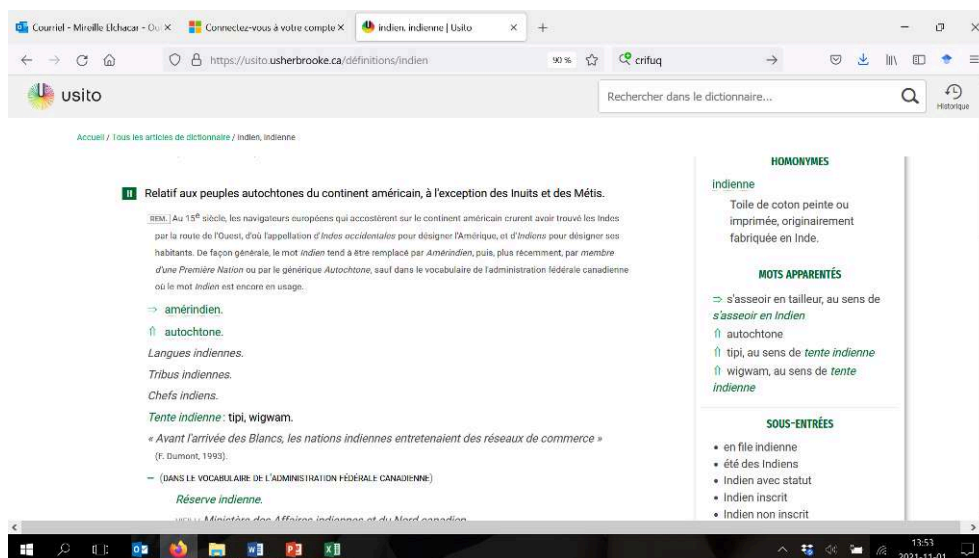 Courriel - Mireille Elchacar - Ou
Connectez-vous à votre compte
indien, indienne | Usito
https://usito.usherbrooke.ca/définitions/indien
90 %
crifuq
usito
Rechercher dans le dictionnaire...
Historique
Accueil / Tous les articles de dictionnaire / indien, indienne
II Relatif aux peuples autochtones du continent américain, à l'exception des Inuits et des Métis.
REM. Au 15e siècle, les navigateurs européens qui accostèrent sur le continent américain crurent avoir trouvé les Indes
par la route de l'Ouest, d'où l'appellation d'Indes occidentales pour désigner l'Amérique, et d'Indiens pour désigner ses
habitants. De façon générale, le mot Indien tend à être remplacé par Amérindien, puis, plus récemment, par membre
d'une Première Nation ou par le générique Autochtone, sauf dans le vocabulaire de l'administration fédérale canadienne
où le mot Indien est encore en usage.
⇒ amérindien.
⇑ autochtone.
Langues indiennes.
Tribus indiennes.
Chefs indiens.
Tente indienne : tipi, wigwam.
« Avant l'arrivée des Blancs, les nations indiennes entretenaient des réseaux de commerce »
(F. Dumont, 1993).
– (DANS LE VOCABULAIRE DE L'ADMINISTRATION FÉDÉRALE CANADIENNE)
Réserve indienne.
Ministère des Affaires indiennes et du Nord canadien
HOMONYMES
indienne
Toile de coton peinte ou
imprimée, originairement
fabriquée en Inde.
MOTS APPARENTÉS
⇒ s'asseoir en tailleur, au sens de
s'asseoir en Indien
⇑ autochtone
⇑ tipi, au sens de tente indienne
⇑ wigwam, au sens de tente
indienne
SOUS-ENTRÉES
• en file indienne
• été des Indiens
• Indien avec statut
• Indien inscrit
• Indien non inscrit
13:53
2021-11-01